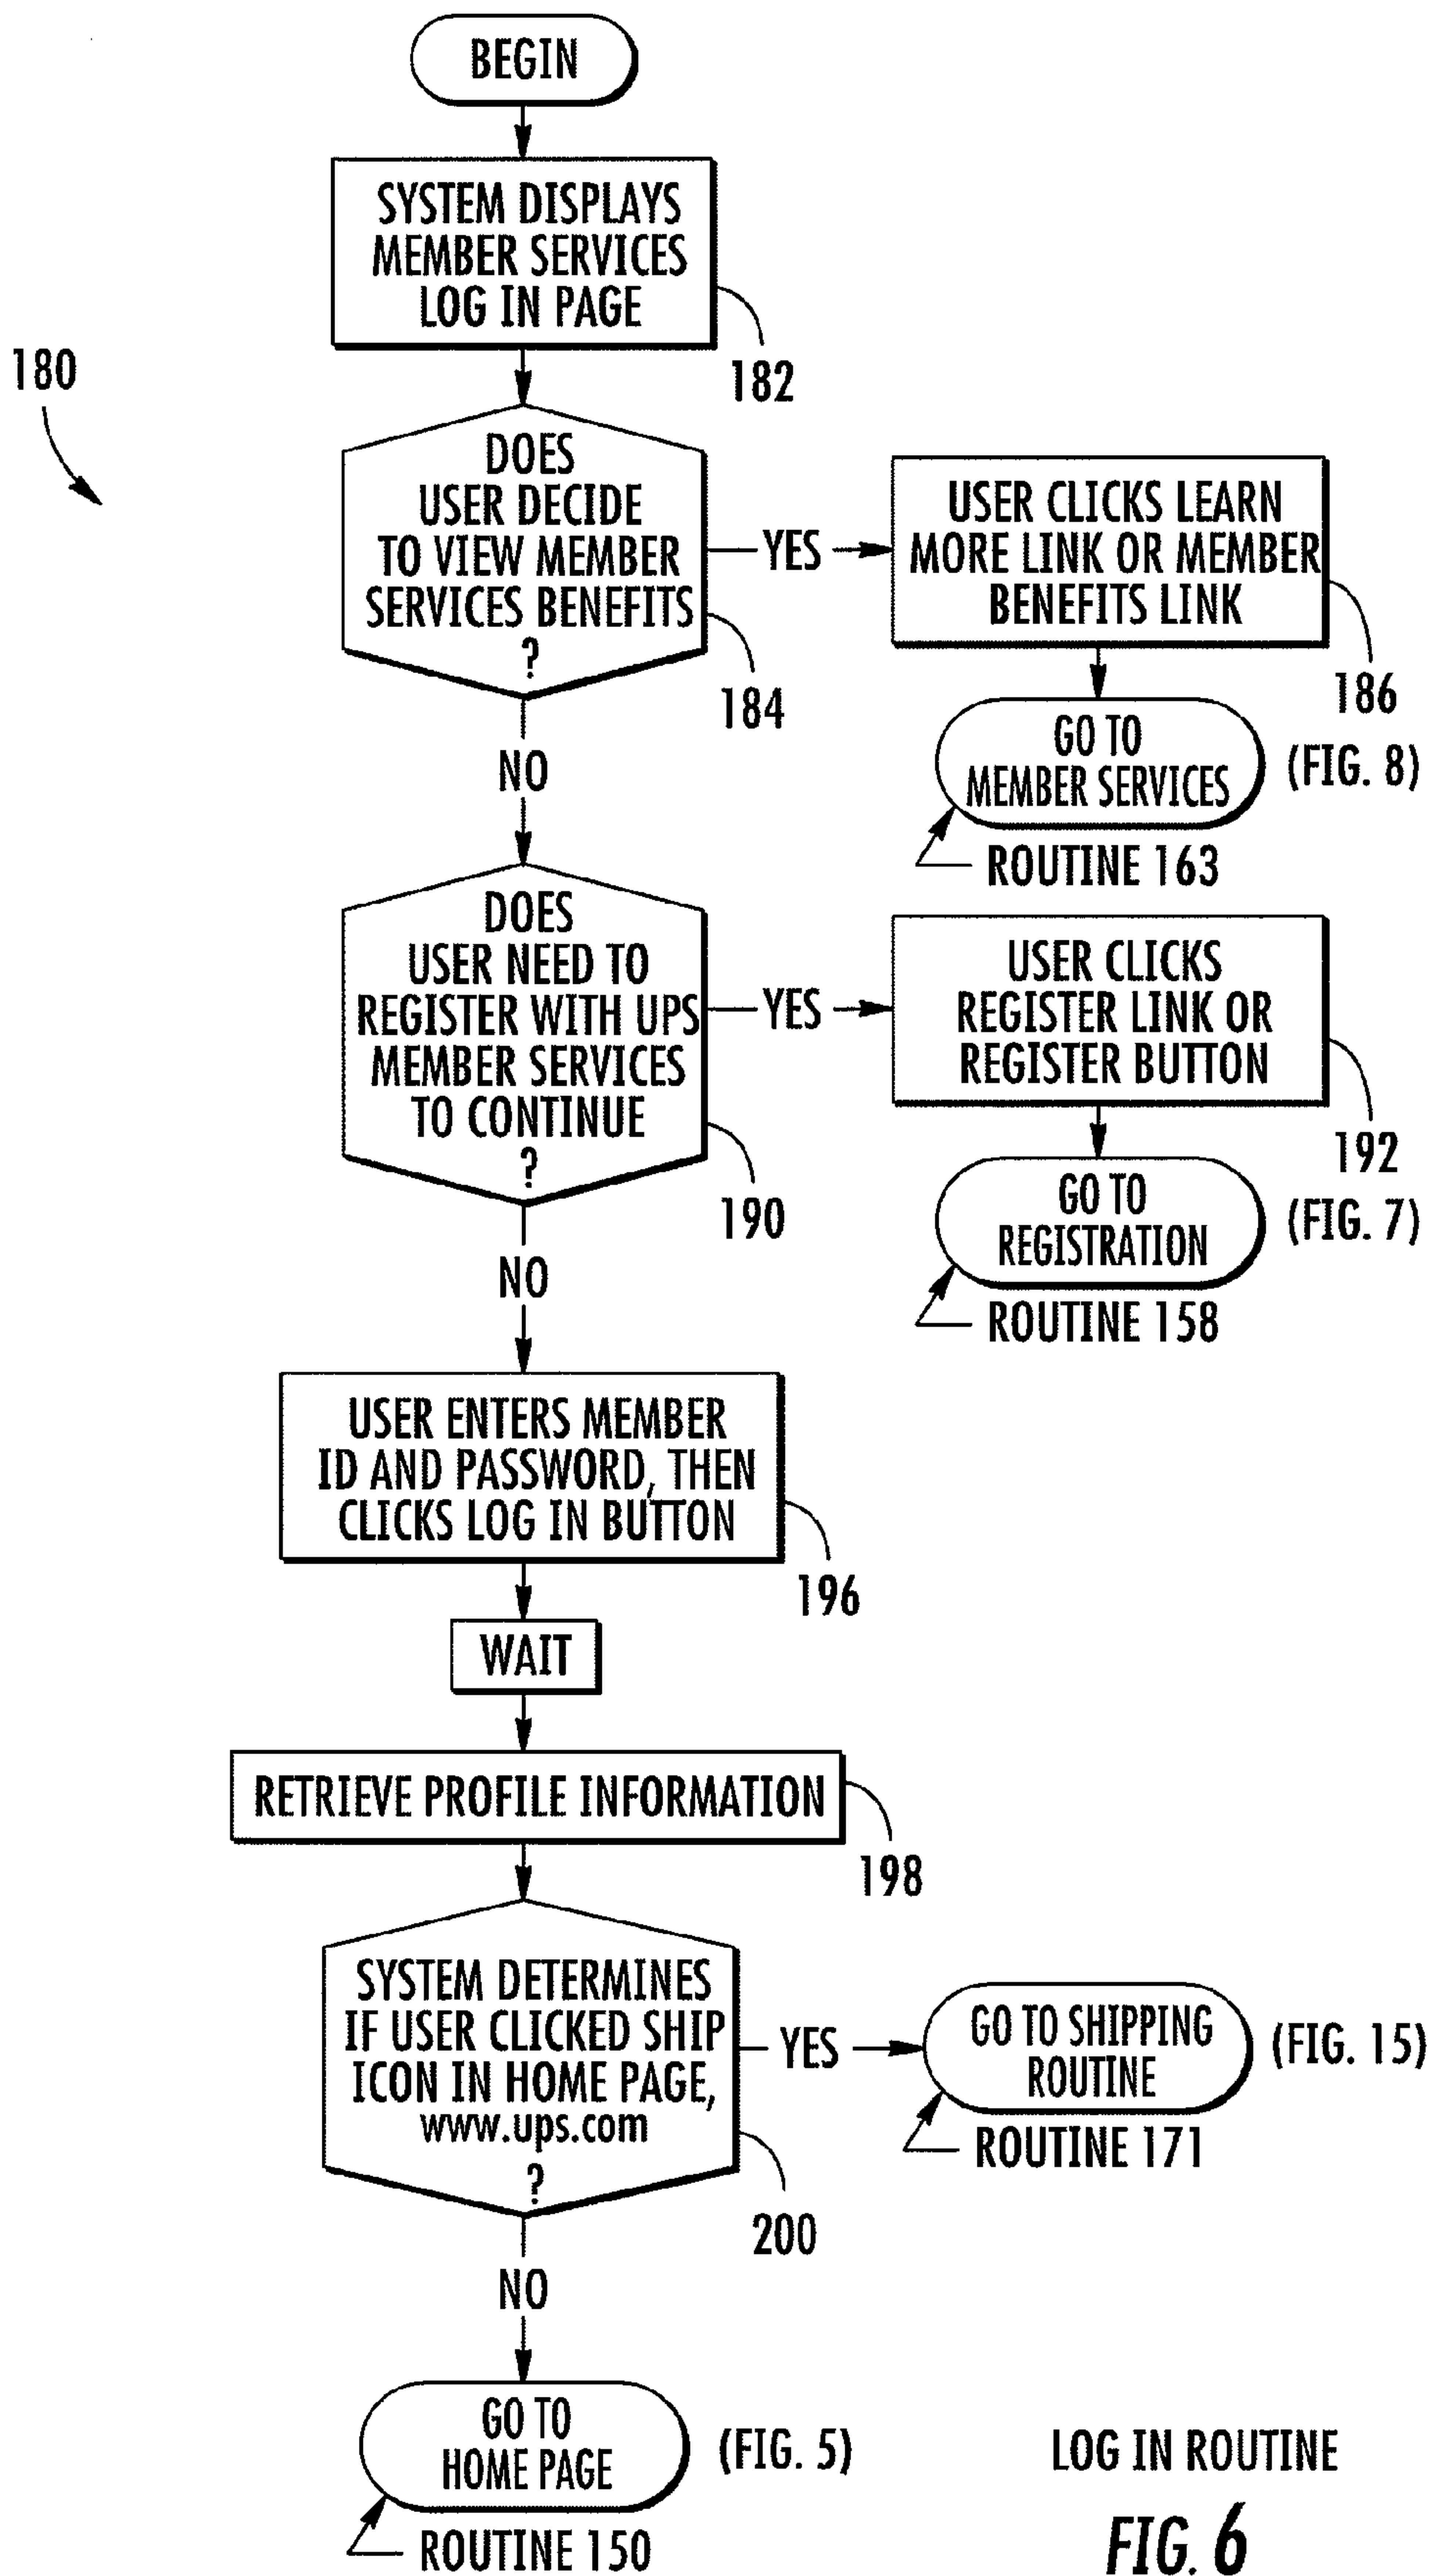 BEGIN
SYSTEM DISPLAYS
MEMBER SERVICES
LOG IN PAGE
182
180
DOES
USER DECIDE
TO VIEW MEMBER
SERVICES BENEFITS
?
184
YES
USER CLICKS LEARN
MORE LINK OR MEMBER
BENEFITS LINK
186
GO TO
MEMBER SERVICES
(FIG. 8)
ROUTINE 163
NO
DOES
USER NEED TO
REGISTER WITH UPS
MEMBER SERVICES
TO CONTINUE
?
190
YES
USER CLICKS
REGISTER LINK OR
REGISTER BUTTON
192
GO TO
REGISTRATION
(FIG. 7)
ROUTINE 158
NO
USER ENTERS MEMBER
ID AND PASSWORD, THEN
CLICKS LOG IN BUTTON
196
WAIT
RETRIEVE PROFILE INFORMATION
198
SYSTEM DETERMINES
IF USER CLICKED SHIP
ICON IN HOME PAGE,
www.ups.com
?
200
YES
GO TO SHIPPING
ROUTINE
(FIG. 15)
ROUTINE 171
NO
GO TO
HOME PAGE
(FIG. 5)
ROUTINE 150
LOG IN ROUTINE
FIG. 6